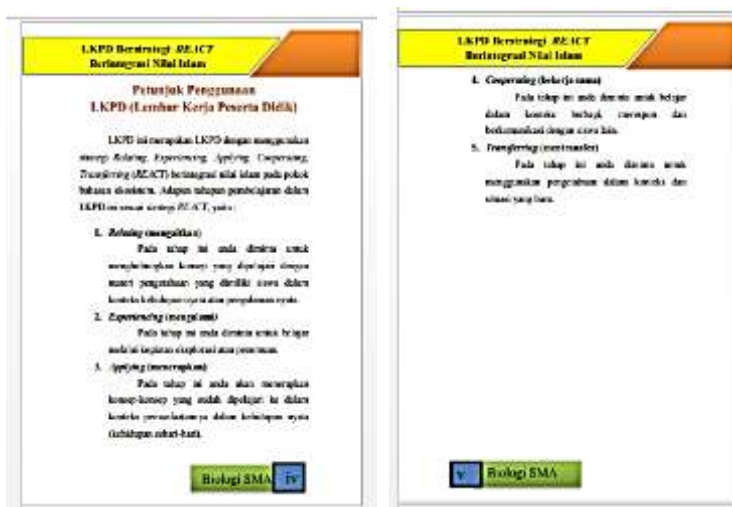 LKPD Berstrategi REACT
Berintegrasi Nilai Islam
Petunjuk Penggunaan
LKPD (Lembar Kerja Peserta Didik)
LKPD ini merupakan LKPD dengan menggunakan
strategi Relating, Experiencing, Applying, Cooperating,
Transferring (REACT) berintegrasi nilai islam pada pokok
bahasan ekosistem. Adapun tahapan pembelajaran dalam
LKPD ini sesuai strategi REACT, yaitu :
1. Relating (mengaitkan)
Pada tahap ini anda diminta untuk
menghubungkan konsep yang dipelajari dengan
materi pengetahuan yang dimiliki siswa dalam
konteks kehidupan nyata atau pengalaman nyata.
2. Experiencing (mengalami)
Pada tahap ini anda diminta untuk belajar
melalui kegiatan eksplorasi atau penemuan.
3. Applying (menerapkan)
Pada tahap ini anda akan menerapkan
konsep-konsep yang sudah dipelajari ke dalam
konteks pemanfaatannya dalam kehidupan nyata
(kehidupan sehari-hari).
Biologi SMA iv
LKPD Berstrategi REACT
Berintegrasi Nilai Islam
4. Cooperating (bekerja sama)
Pada tahap ini anda diminta untuk belajar
dalam konteks berbagi, merespon dan
berkomunikasi dengan siswa lain.
5. Transferring (mentransfer)
Pada tahap ini anda diminta untuk
menggunakan pengetahuan dalam konteks dan
situasi yang baru.
v Biologi SMA